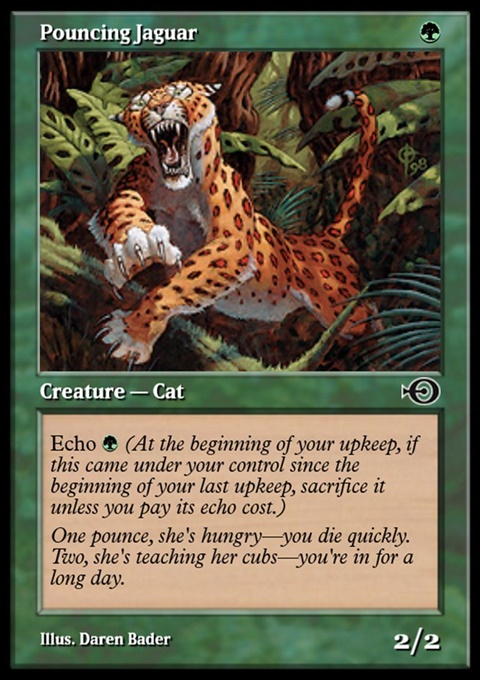 Pouncing Jaguar
98
Creature — Cat
Echo (At the beginning of your upkeep, if
this came under your control since the
beginning of your last upkeep, sacrifice it
unless you pay its echo cost.)
One pounce, she's hungry—you die quickly.
Two, she's teaching her cubs—you're in for a
long day.
Illus. Daren Bader
2/2